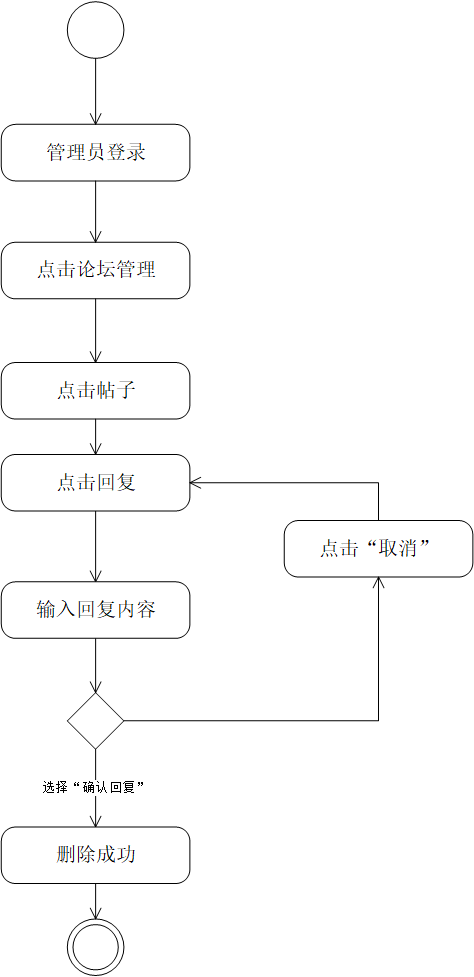 管理员登录
点击论坛管理
点击帖子
点击回复
点击“取消”
输入回复内容
选择“确认回复”
删除成功